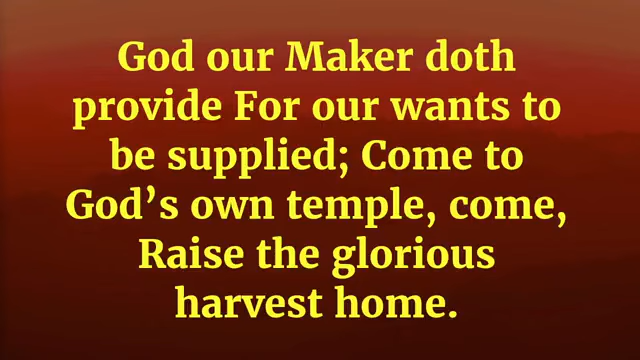 God our Maker doth
provide For our wants to
be supplied; Come to
God’s own temple, come,
Raise the glorious
harvest home.